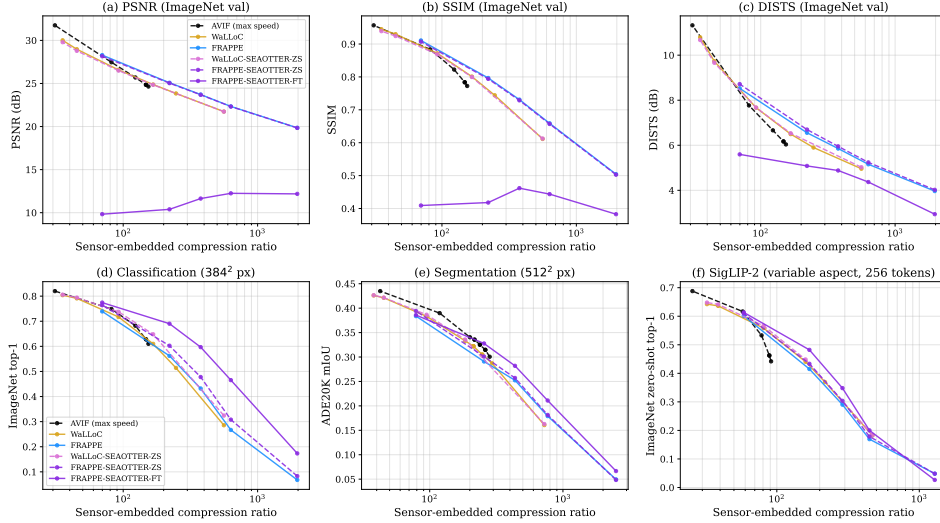 (a) PSNR (ImageNet val)
30
25
20
15
10
PSNR (dB)
10²
10³
Sensor-embedded compression ratio
AVIF (max speed)
WaLLoC
FRAPPE
WaLLoC-SEAOTTER-ZS
FRAPPE-SEAOTTER-ZS
FRAPPE-SEAOTTER-FT
(b) SSIM (ImageNet val)
0.9
0.8
0.7
0.6
0.5
0.4
SSIM
10²
10³
Sensor-embedded compression ratio
(c) DISTS (ImageNet val)
10
8
6
4
DISTS (dB)
10²
10³
Sensor-embedded compression ratio
(d) Classification (384² px)
0.8
0.7
0.6
0.5
0.4
0.3
0.2
0.1
ImageNet top-1
10²
10³
Sensor-embedded compression ratio
AVIF (max speed)
WaLLoC
FRAPPE
WaLLoC-SEAOTTER-ZS
FRAPPE-SEAOTTER-ZS
FRAPPE-SEAOTTER-FT
(e) Segmentation (512² px)
0.45
0.40
0.35
0.30
0.25
0.20
0.15
0.10
0.05
ADE20K mIoU
10²
10³
Sensor-embedded compression ratio
(f) SigLIP-2 (variable aspect, 256 tokens)
0.7
0.6
0.5
0.4
0.3
0.2
0.1
0.0
ImageNet zero-shot top-1
10²
10³
Sensor-embedded compression ratio